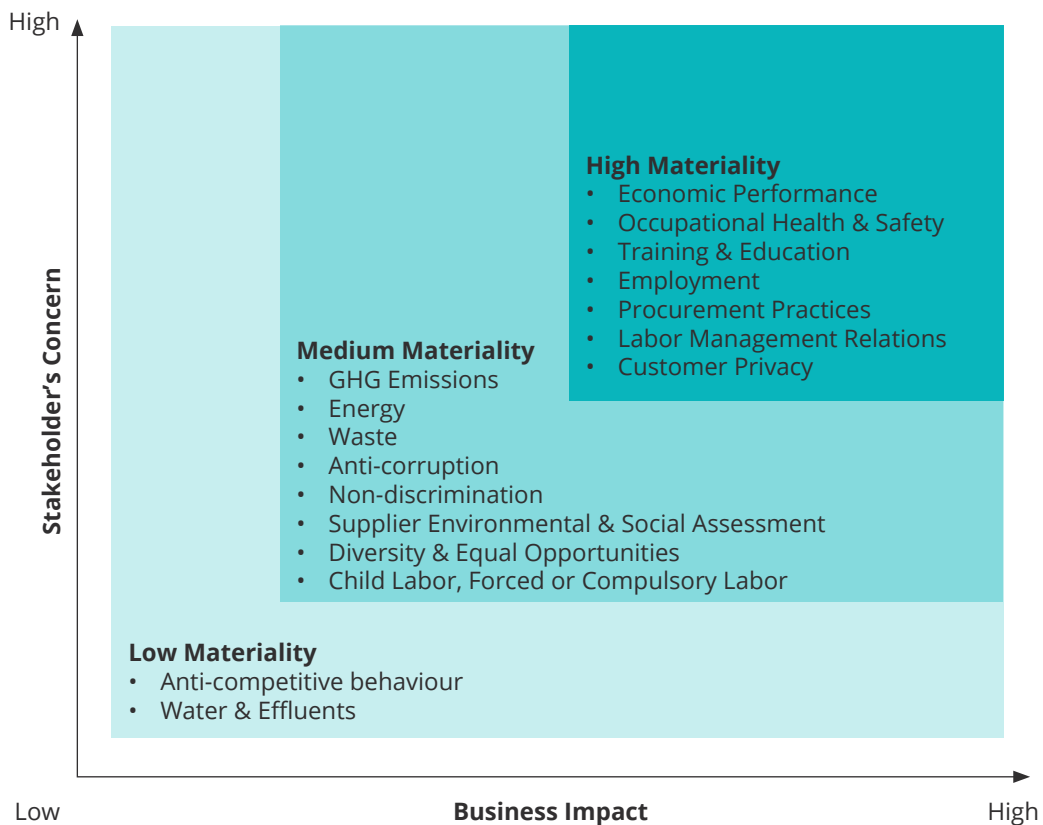 High
High Materiality
• Economic Performance
• Occupational Health & Safety
• Training & Education
• Employment
• Procurement Practices
• Labor Management Relations
• Customer Privacy
Stakeholder’s Concern
Medium Materiality
• GHG Emissions
• Energy
• Waste
• Anti-corruption
• Non-discrimination
• Supplier Environmental & Social Assessment
• Diversity & Equal Opportunities
• Child Labor, Forced or Compulsory Labor
Low Materiality
• Anti-competitive behaviour
• Water & Effluents
Low
Business Impact
High